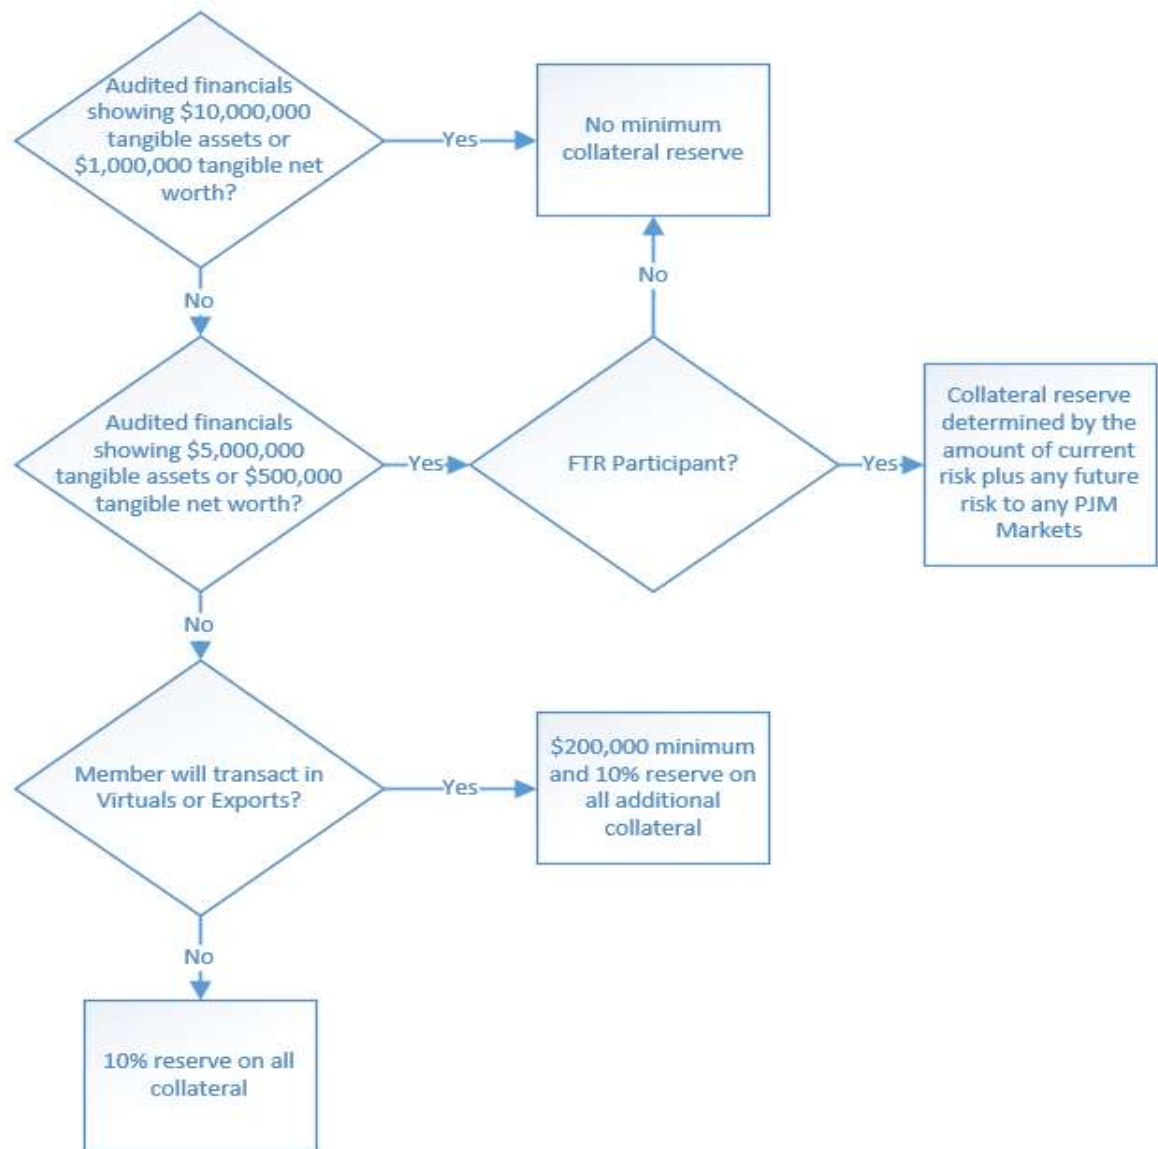 Audited financials
showing $10,000,000
tangible assets or
$1,000,000 tangible net
worth?
Yes
No minimum
collateral reserve
No
No
Audited financials
showing $5,000,000
tangible assets or $500,000
tangible net worth?
Yes
FTR Participant?
Yes
Collateral reserve
determined by the
amount of current
risk plus any future
risk to any PJM
Markets
No
Member will transact in
Virtuals or Exports?
Yes
$200,000 minimum
and 10% reserve on
all additional
collateral
No
10% reserve on all
collateral